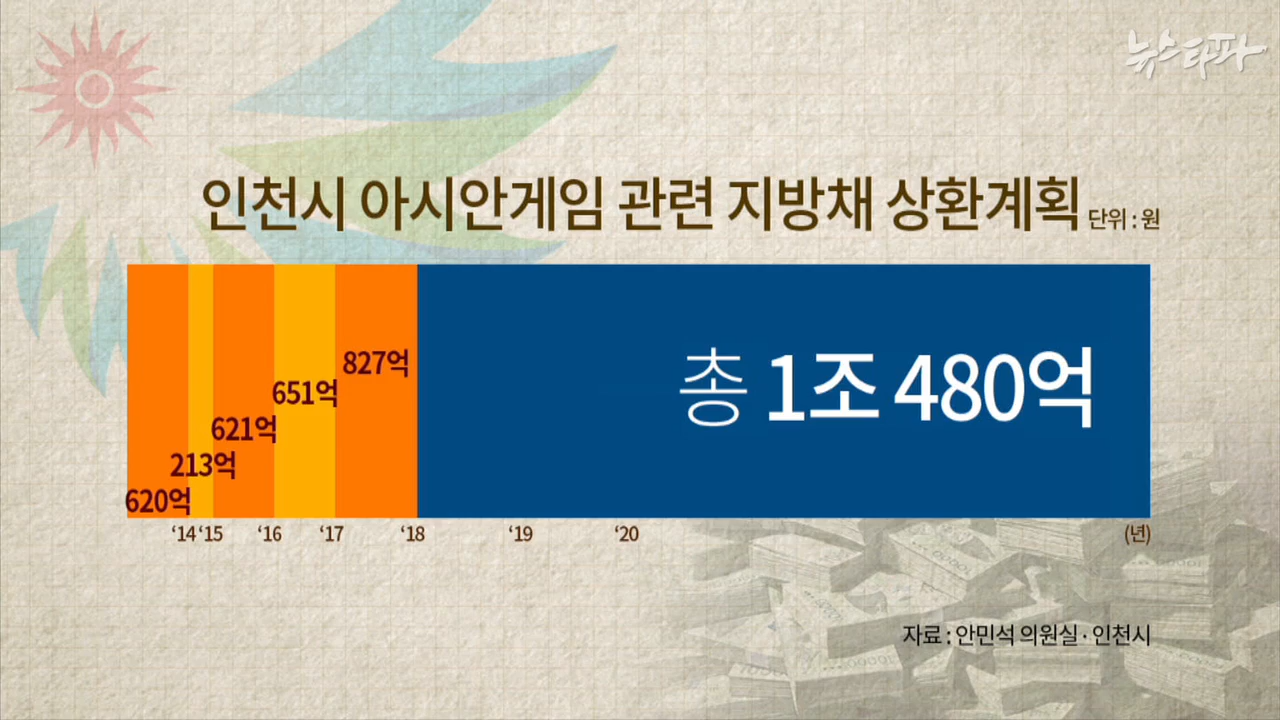 뉴스타파
인천시 아시안게임 관련 지방채 상환계획 단위 : 원
827억
651억
621억
213억
620억
총 1조 480억
‘14 ‘15 ‘16 ‘17 ‘18 ‘19 ‘20 (년)
자료 : 안민석 의원실 · 인천시